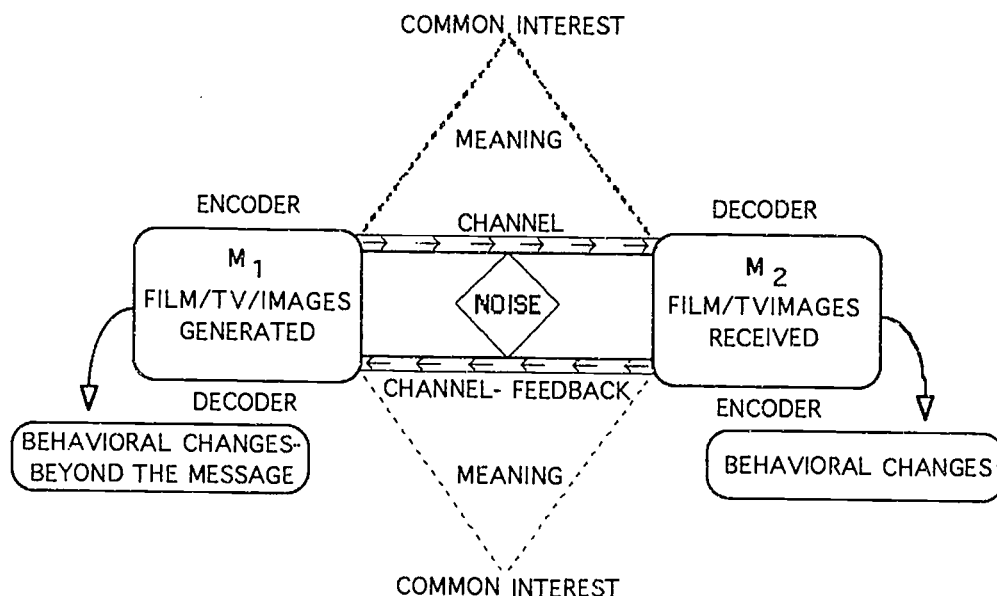 COMMON INTEREST
MEANING
ENCODER
DECODER
CHANNEL
M1
FILM/TV/IMAGES
GENERATED
NOISE
M2
FILM/TVIMAGES
RECEIVED
CHANNEL- FEEDBACK
DECODER
ENCODER
BEHAVIORAL CHANGES-
BEYOND THE MESSAGE
MEANING
BEHAVIORAL CHANGES
COMMON INTEREST